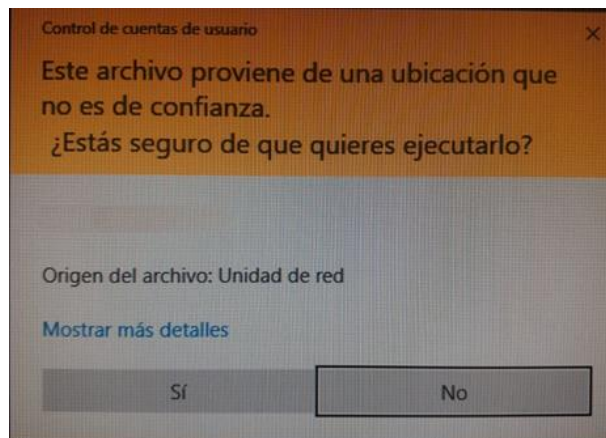 Control de cuentas de usuario
Este archivo proviene de una ubicación que
no es de confianza.
¿Estás seguro de que quieres ejecutarlo?
Origen del archivo: Unidad de red
Mostrar más detalles
Sí
No